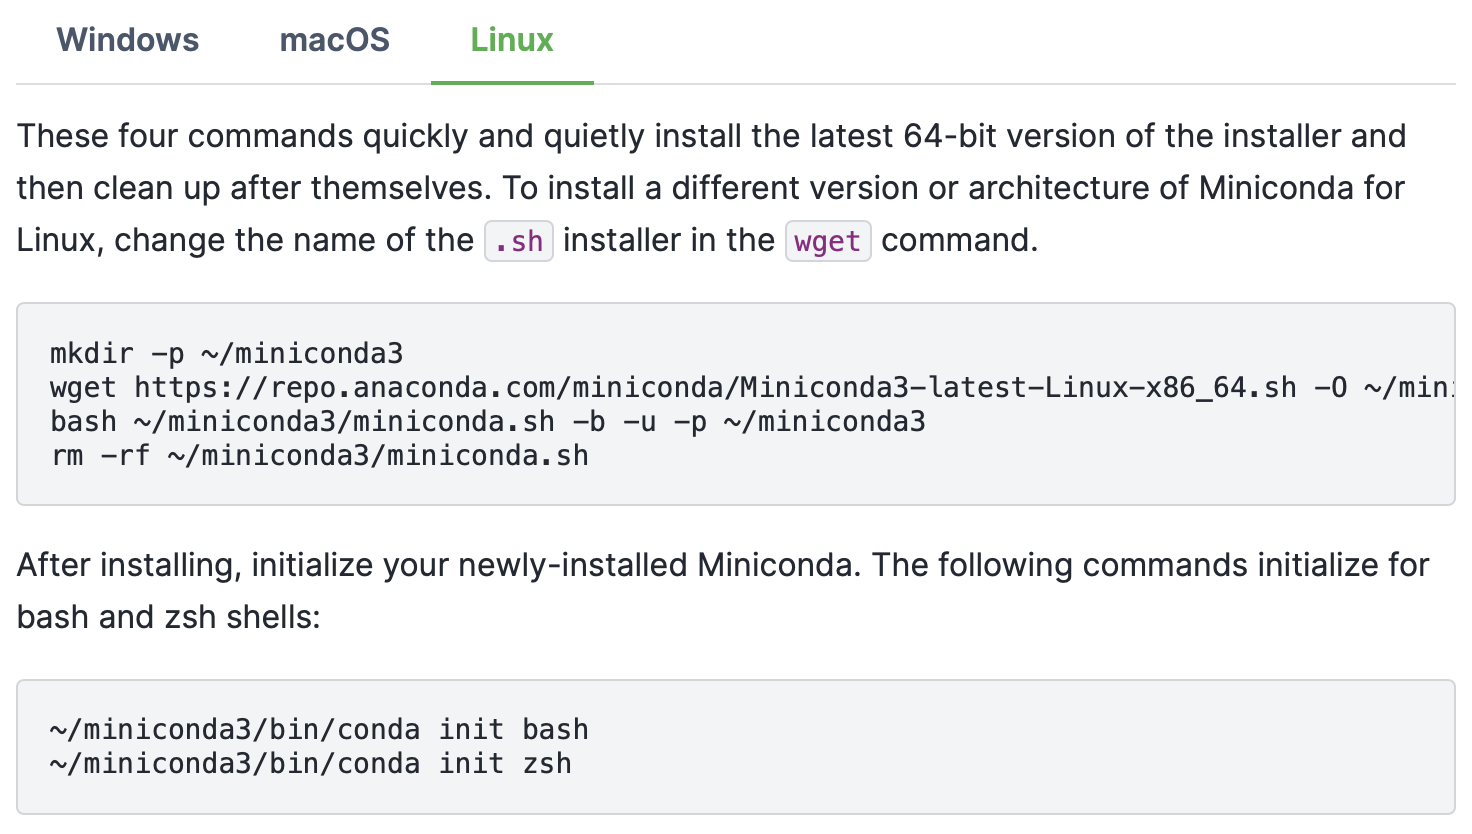 Windows macOS Linux
These four commands quickly and quietly install the latest 64-bit version of the installer and
then clean up after themselves. To install a different version or architecture of Miniconda for
Linux, change the name of the .sh installer in the wget command.
mkdir -p ~/miniconda3
wget https://repo.anaconda.com/miniconda/Miniconda3-latest-Linux-x86_64.sh -O ~/min
bash ~/miniconda3/miniconda.sh -b -u -p ~/miniconda3
rm -rf ~/miniconda3/miniconda.sh
After installing, initialize your newly-installed Miniconda. The following commands initialize for
bash and zsh shells:
~/miniconda3/bin/conda init bash
~/miniconda3/bin/conda init zsh